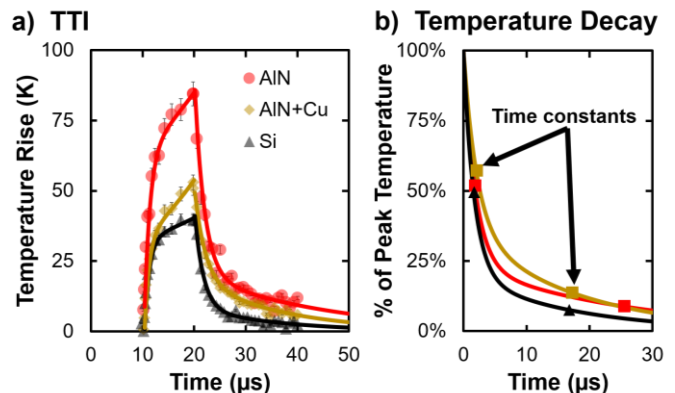 a) TTI
Temperature Rise (K)
100
75
50
25
0
AlN
AlN+Cu
Si
0 10 20 30 40 50
Time (µs)
b) Temperature Decay
% of Peak Temperature
100%
75%
50%
25%
0%
Time constants
0 10 20 30
Time (µs)